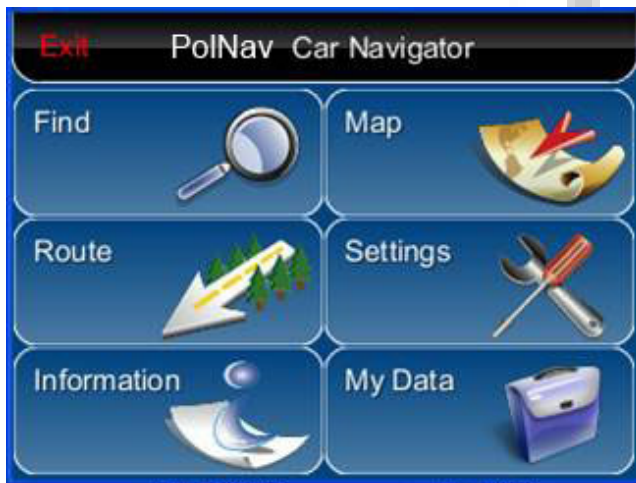 Exit PolNav Car Navigator
Find Map
Route Settings
Information My Data